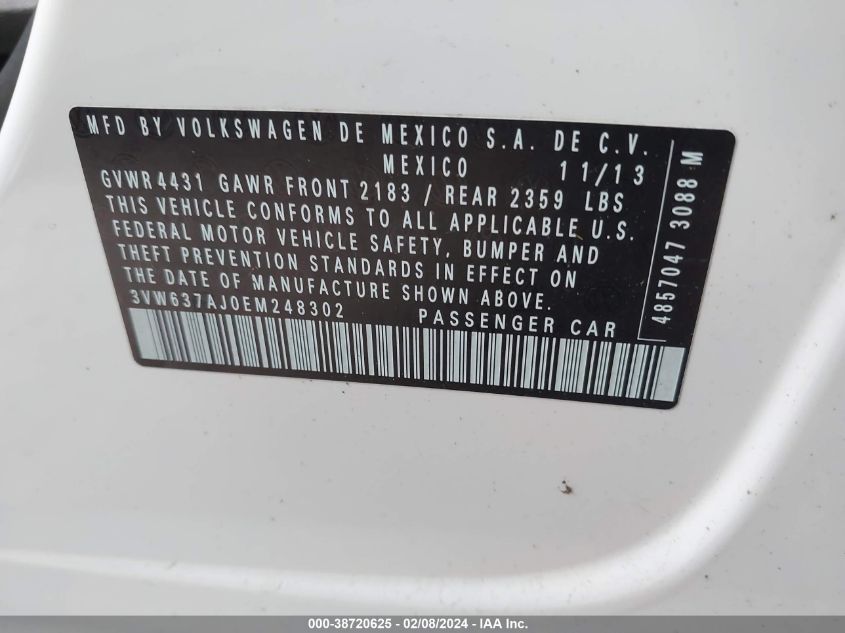 MFD BY VOLKSWAGEN DE MEXICO S.A. DE C.V.
MEXICO 11/13
GVWR4431 GAWR FRONT 2183 / REAR 2359 LBS
THIS VEHICLE CONFORMS TO ALL APPLICABLE U.S.
FEDERAL MOTOR VEHICLE SAFETY, BUMPER AND
THEFT PREVENTION STANDARDS IN EFFECT ON
THE DATE OF MANUFACTURE SHOWN ABOVE.
3VW637AJ0EM248302 PASSENGER CAR
4857047 3088 M
000-38720625 - 02/08/2024 - IAA Inc.